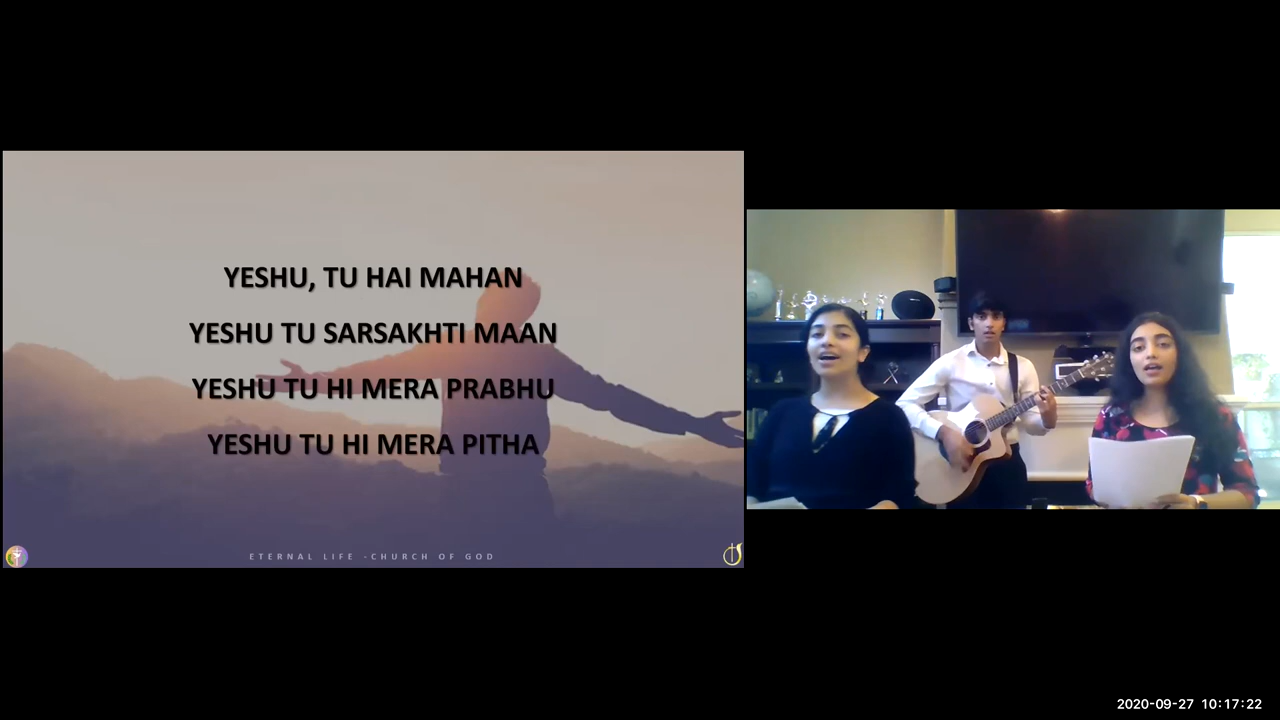 YESHU, TU HAI MAHAN
YESHU TU SARSAKHTI MAAN
YESHU TU HI MERA PRABHU
YESHU TU HI MERA PITHA
ETERNAL LIFE -CHURCH OF GOD
2020-09-27 10:17:22